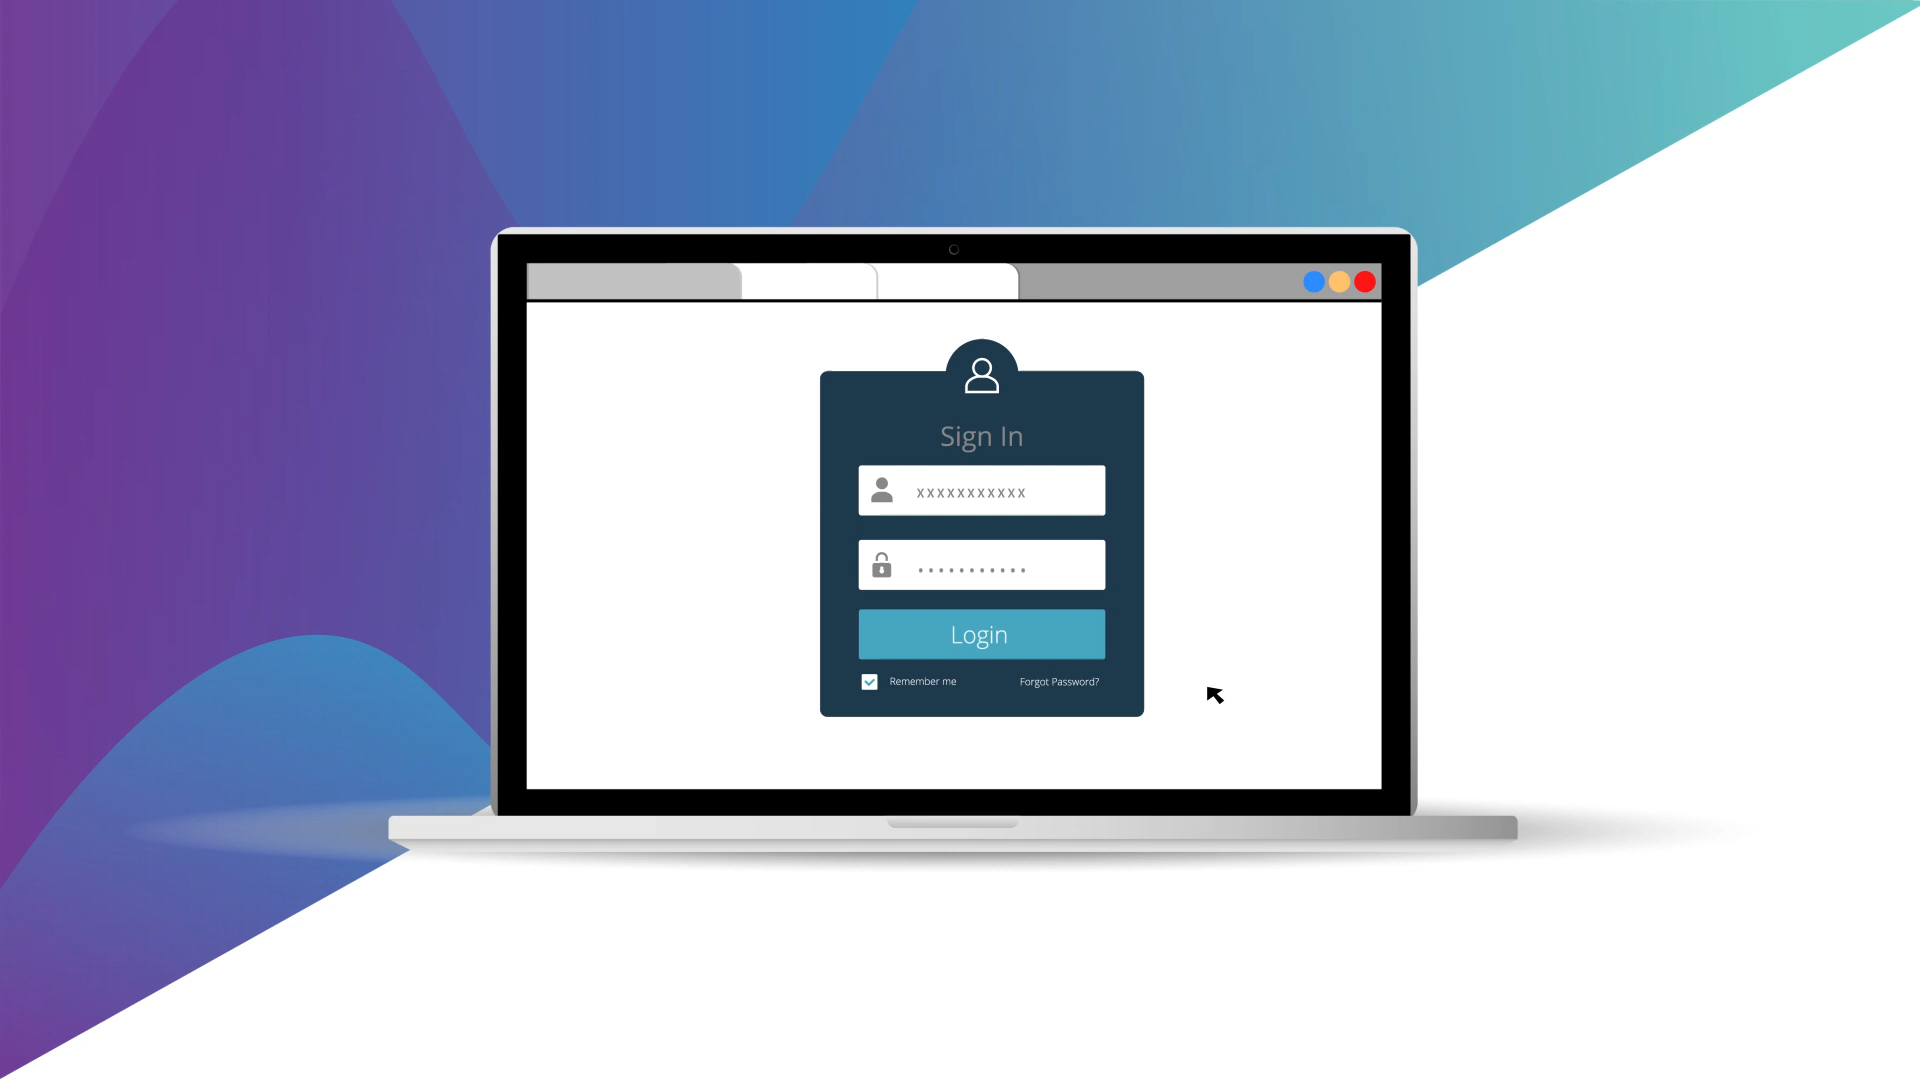 Sign In
xxxxxxxxxxx
...........
Login
Remember me
Forgot Password?